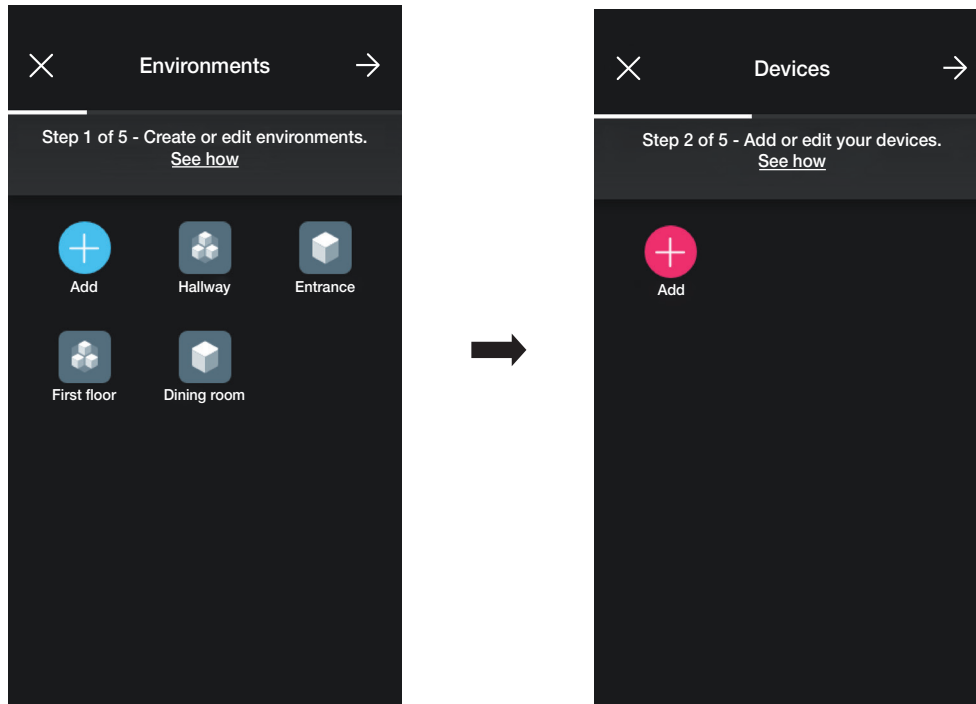 Environments
Step 1 of 5 - Create or edit environments.
See how
Add
Hallway
Entrance
First floor
Dining room
Devices
Step 2 of 5 - Add or edit your devices.
See how
Add